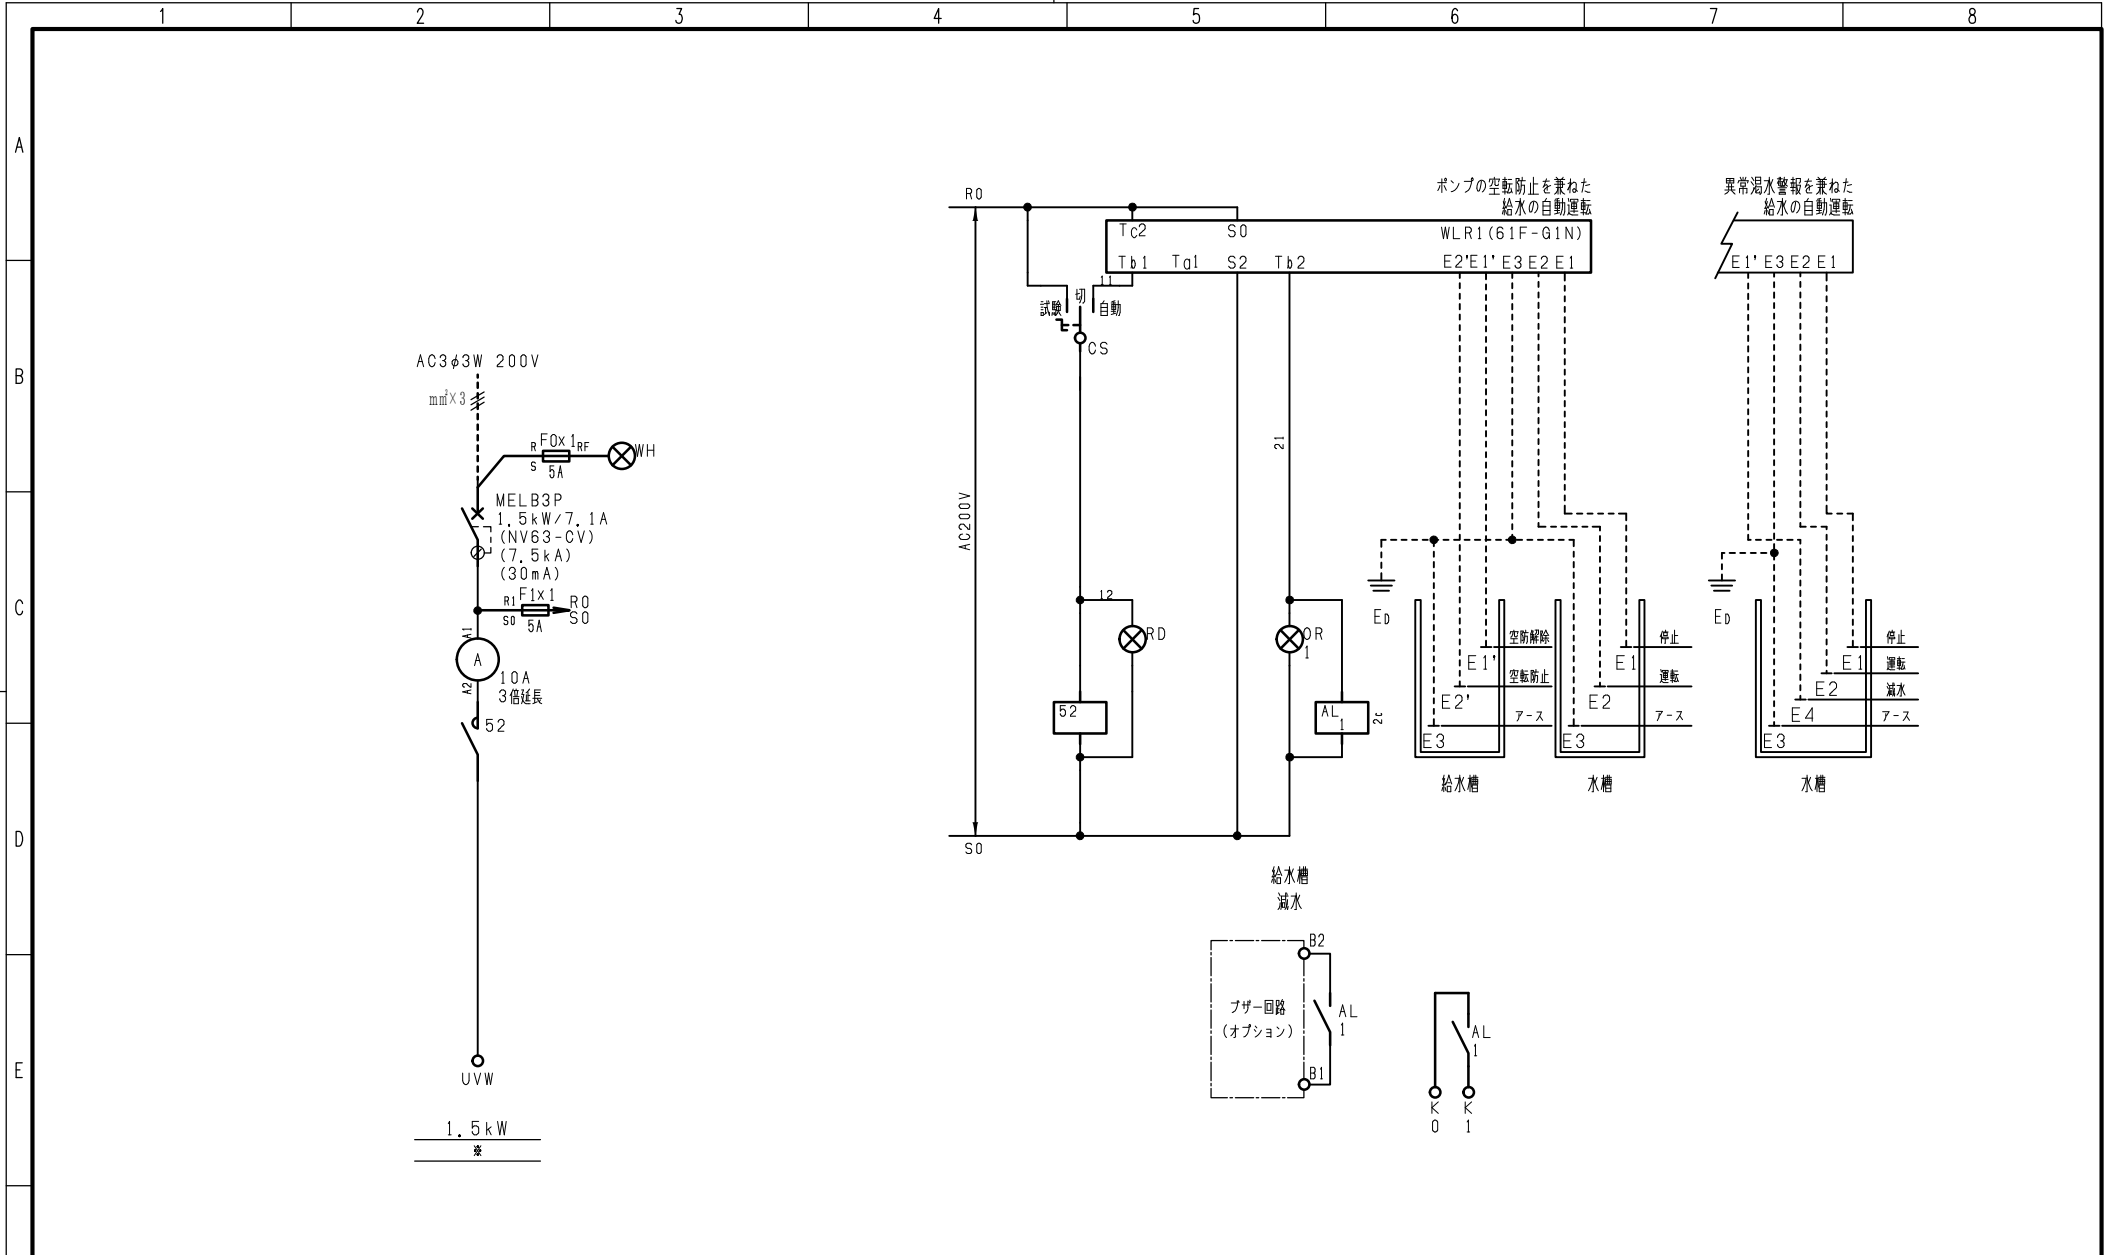 1
2
3
4
5
6
7
8
A
B
C
D
E
AC3φ3W 200V
mm²×3
R
F0x1
RF
WH
S
5A
MELB3P
1.5kW/7.1A
(NV63-CV)
(7.5kA)
(30mA)
R1
F1x1
R0
S0
S0
5A
A1
A
A2
10A
3倍延長
52
UVW
1.5kW
※
R0
AC200V
S0
ポンプの空転防止を兼ねた
給水の自動運転
Tc2
S0
WLR1(61F-G1N)
Tb1
Ta1
S2
Tb2
E2'
E1'
E3
E2
E1
11
試験
切
自動
CS
21
12
RD
OR
1
52
AL
1
2c
ED
空防解除
E1'
空転防止
E2'
アース
E3
給水槽
停止
E1
運転
E2
アース
E3
水槽
異常渇水警報を兼ねた
給水の自動運転
E1'
E3
E2
E1
ED
停止
E1
運転
E2
減水
E4
アース
E3
水槽
給水槽
減水
B2
ブザー回路
(オプション)
AL
1
B1
AL
1
K
0
K
1